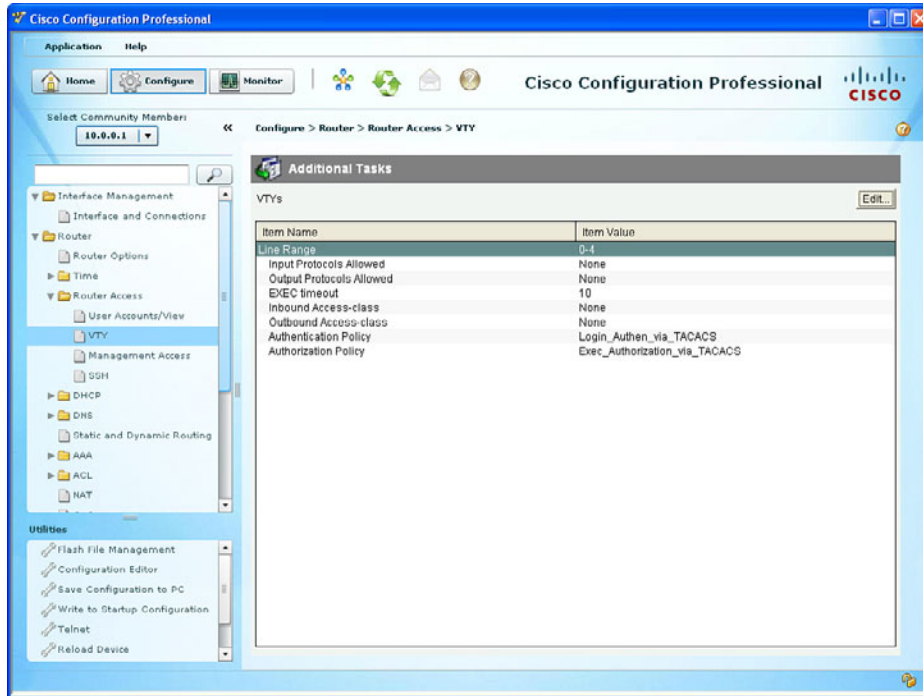 Cisco Configuration Professional
Application Help
Home Configure Monitor Cisco Configuration Professional
CISCO
Select Community Member:
10.0.0.1
Configure > Router > Router Access > VTY
Interface Management
Interface and Connections
Router
Router Options
Time
Router Access
User Accounts/View
VTY
Management Access
SSH
DHCP
DNS
Static and Dynamic Routing
AAA
ACL
NAT
Utilities
Flash File Management
Configuration Editor
Save Configuration to PC
Write to Startup Configuration
Telnet
Reload Device
Additional Tasks
VTYs Edit...
Item Name Item Value
Line Range 0-4
Input Protocols Allowed None
Output Protocols Allowed None
EXEC timeout 10
Inbound Access-class None
Outbound Access-class None
Authentication Policy Login_Authen_via_TACACS
Authorization Policy Exec_Authorization_via_TACACS